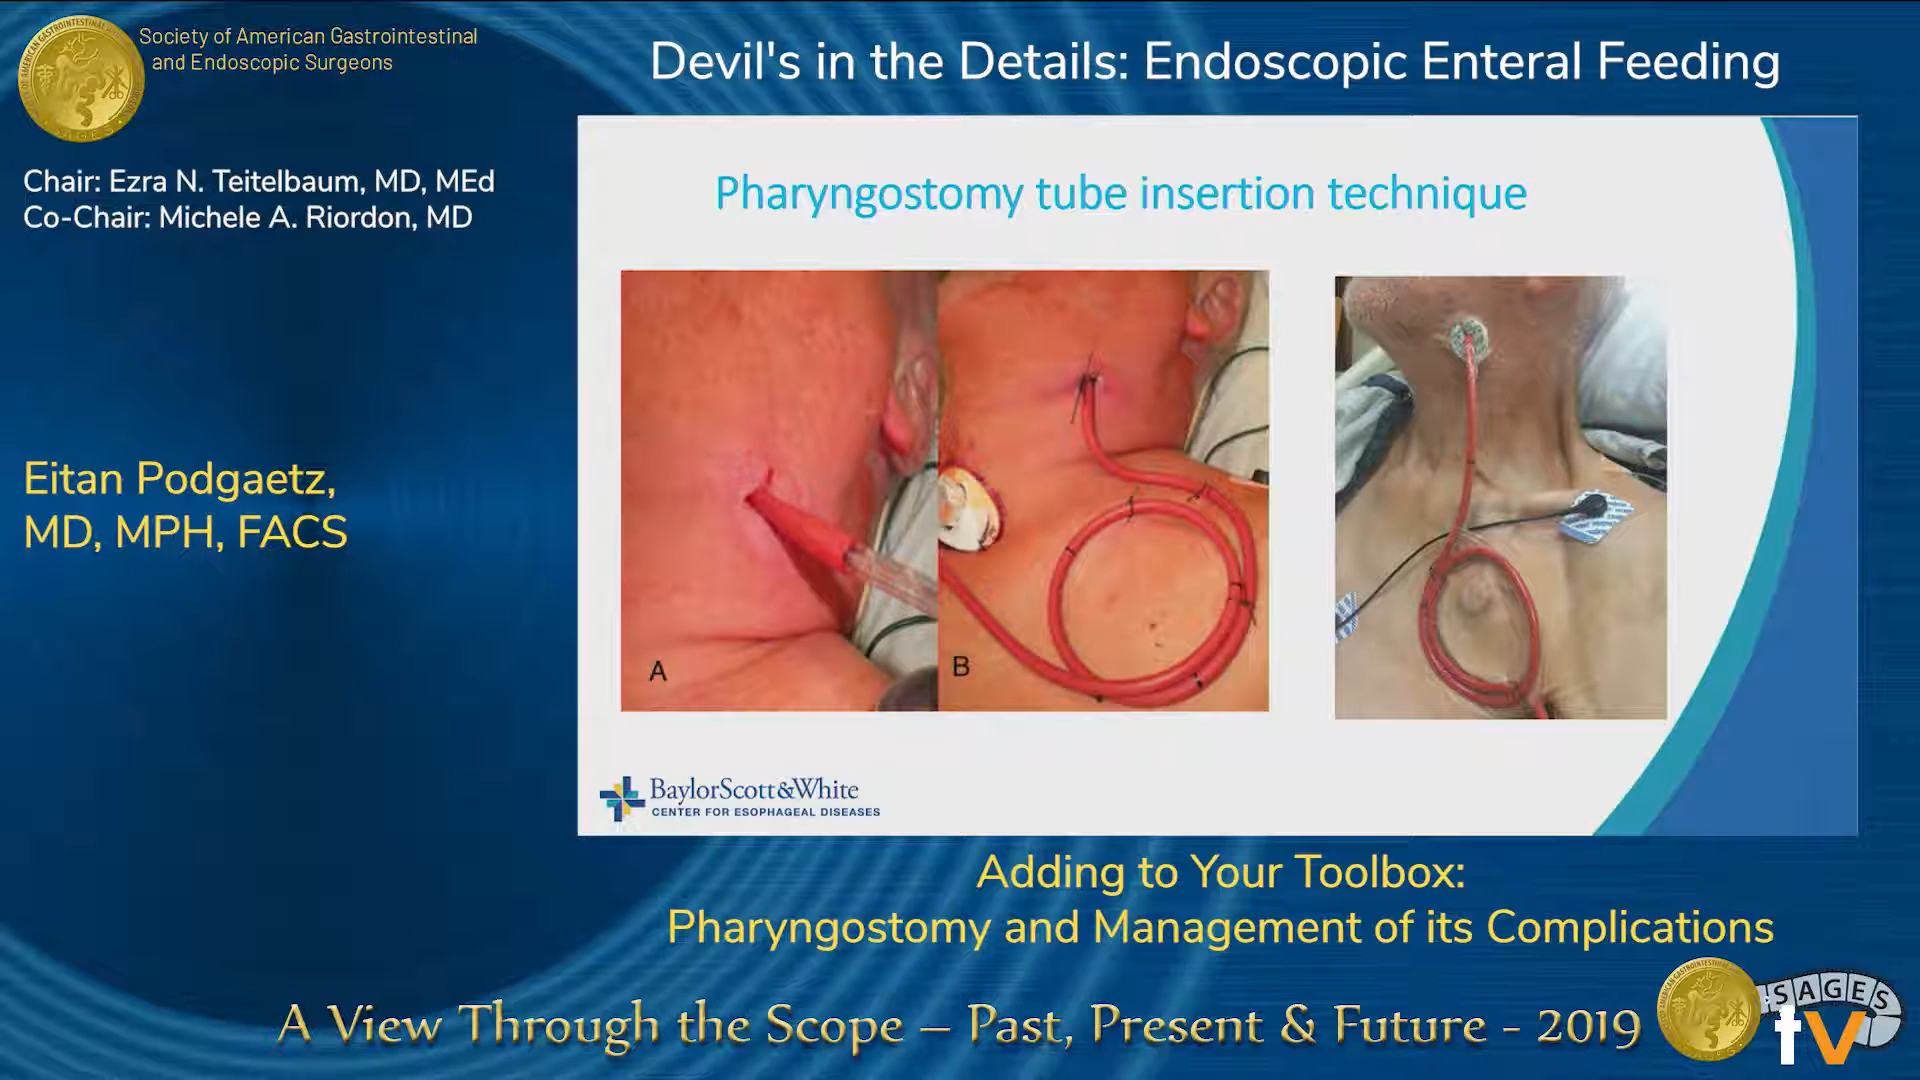 Society of American Gastrointestinal
and Endoscopic Surgeons
Devil's in the Details: Endoscopic Enteral Feeding
Chair: Ezra N. Teitelbaum, MD, MEd
Co-Chair: Michele A. Riordon, MD
Eitan Podgaetz,
MD, MPH, FACS
Pharyngostomy tube insertion technique
A
B
BaylorScott&White
CENTER FOR ESOPHAGEAL DISEASES
Adding to Your Toolbox:
Pharyngostomy and Management of its Complications
A View Through the Scope – Past, Present & Future - 2019
SAGES
tv